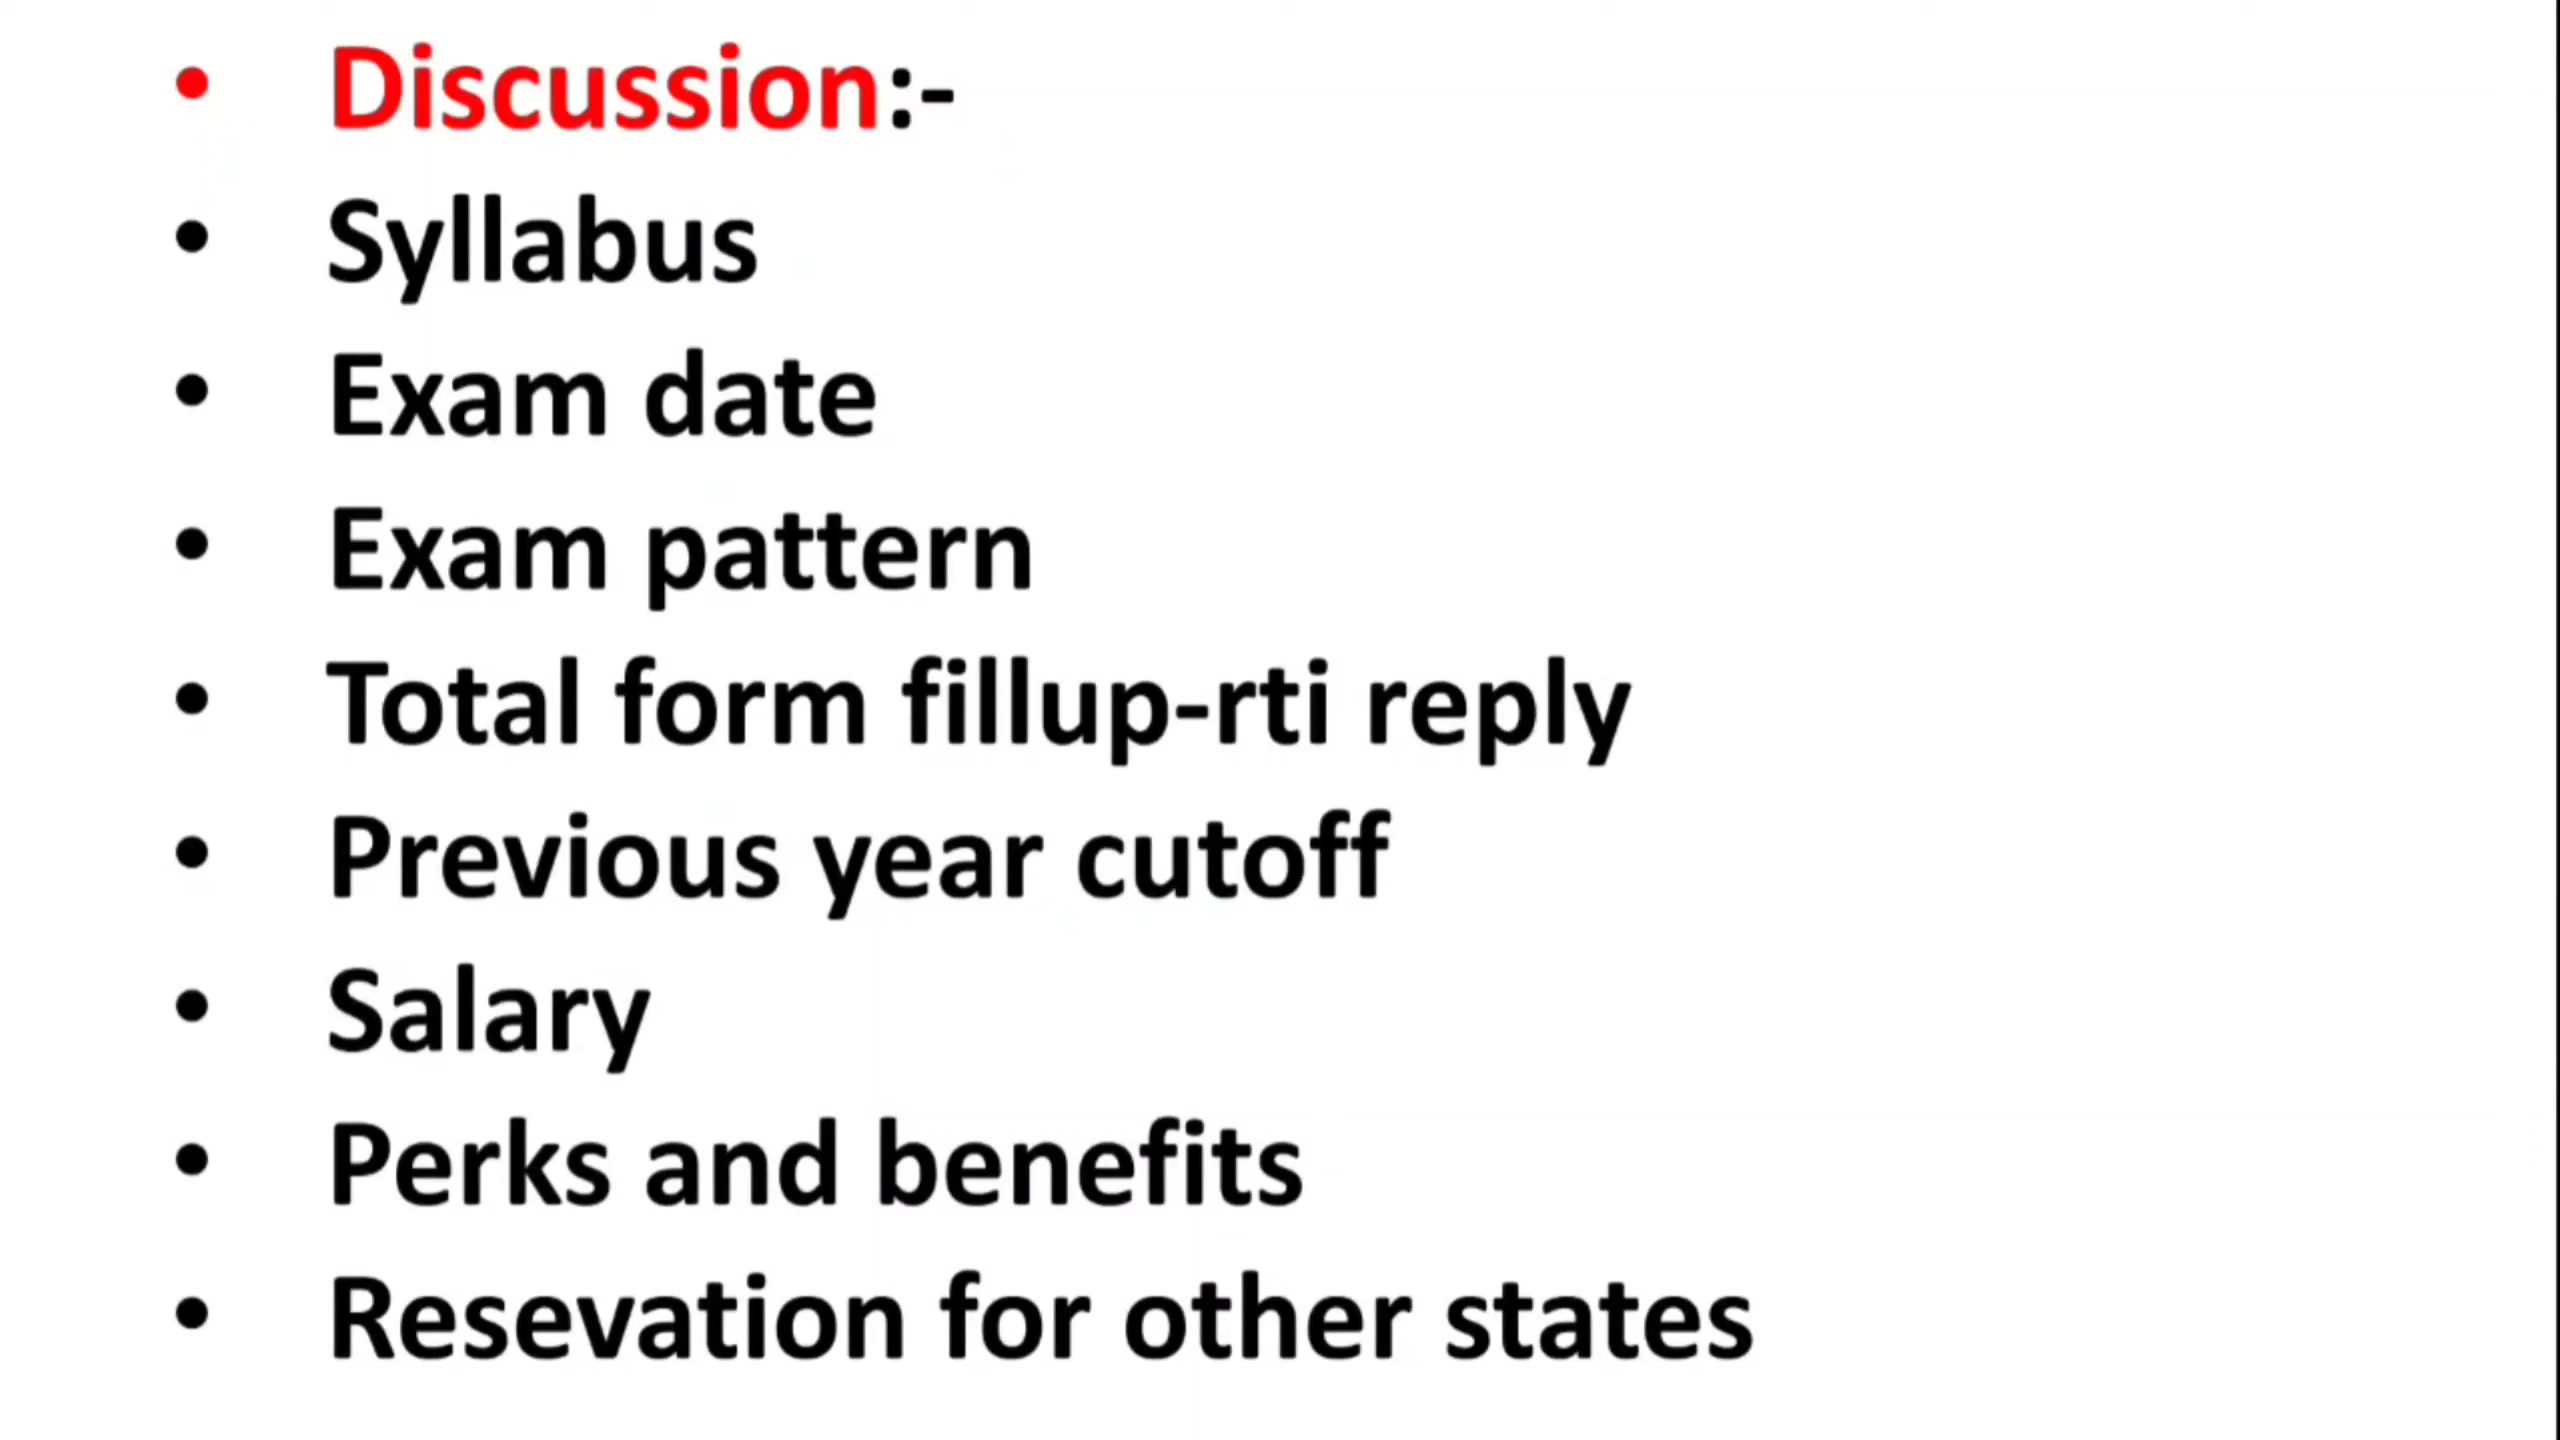 • Discussion:-
• Syllabus
• Exam date
• Exam pattern
• Total form fillup-rti reply
• Previous year cutoff
• Salary
• Perks and benefits
• Resevation for other states